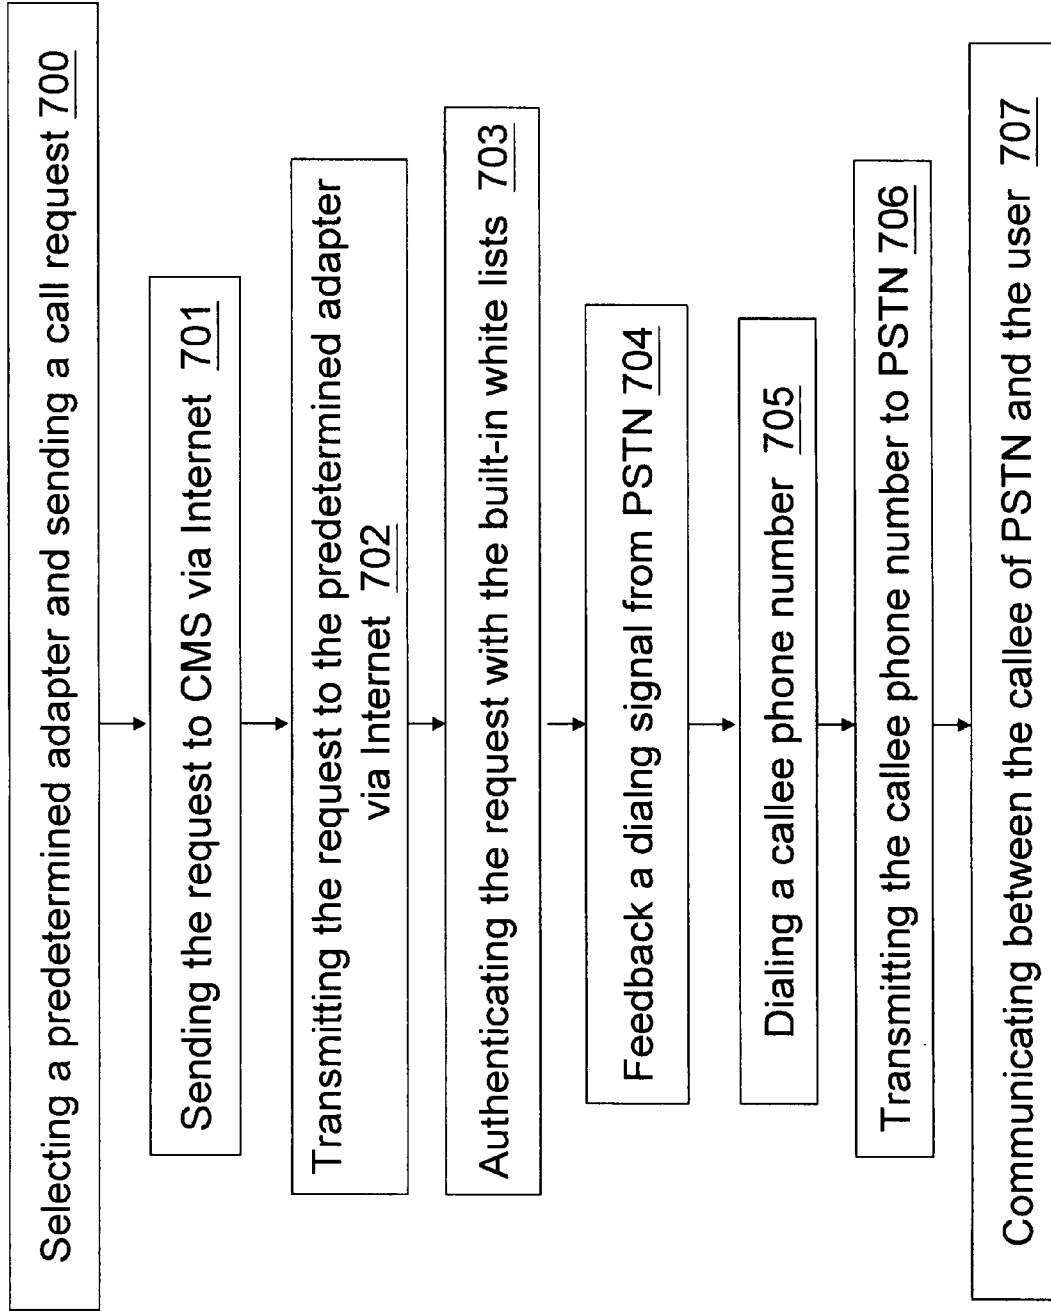 Selecting a predetermined adapter and sending a call request 700
Sending the request to CMS via Internet 701
Transmitting the request to the predetermined adapter
via Internet 702
Authenticating the request with the built-in white lists 703
Feedback a dialng signal from PSTN 704
Dialing a callee phone number 705
Transmitting the callee phone number to PSTN 706
Communicating between the callee of PSTN and the user 707